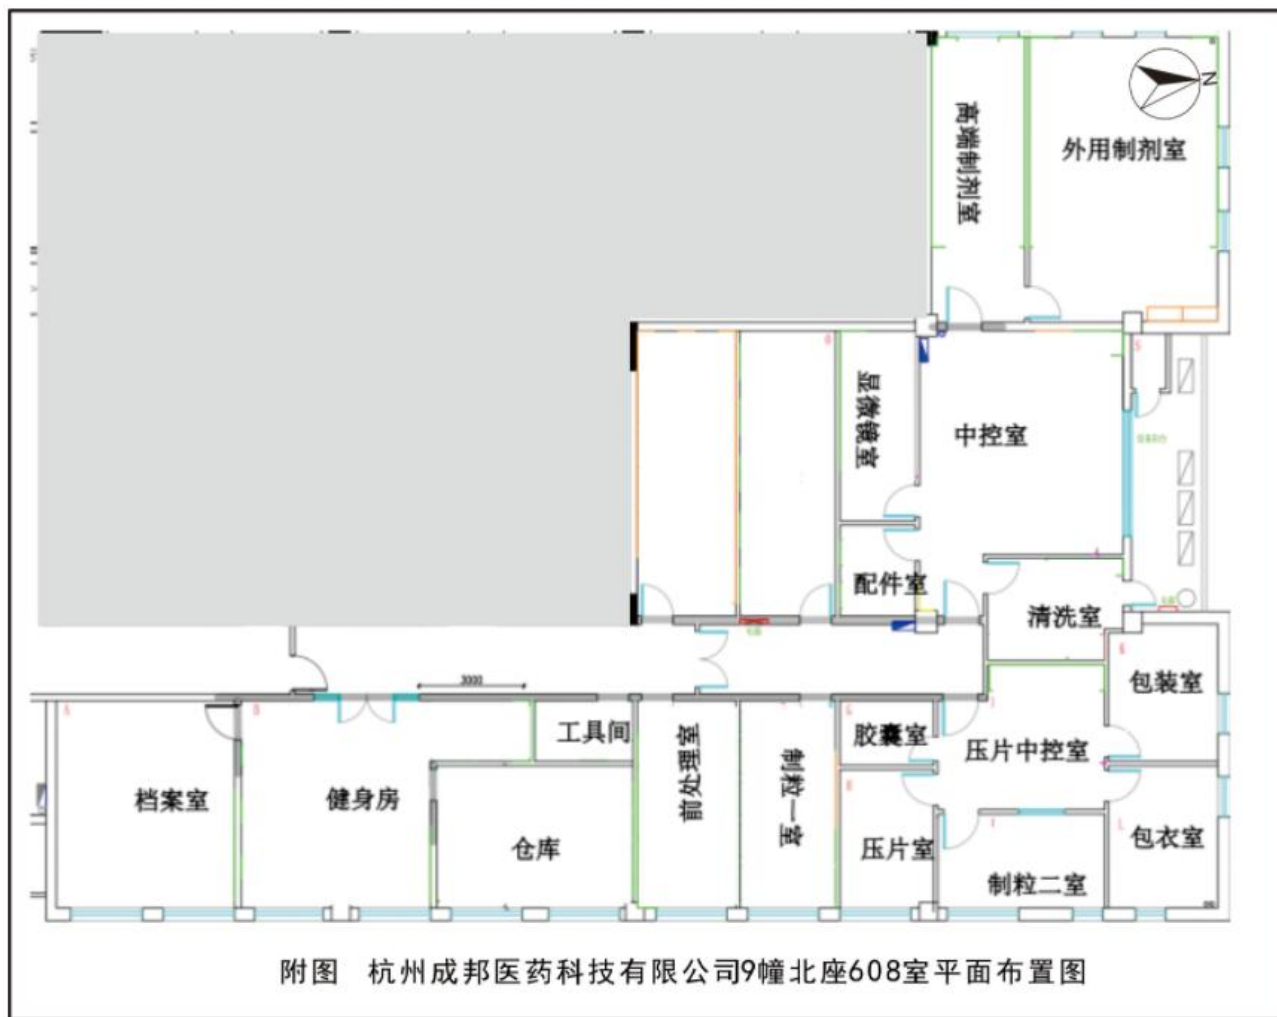 N
高端制剂室
外用制剂室
显微镜室
中控室
配件室
清洗室
3000
包装室
工具间
胶囊室
压片中控室
前处理室
制粒一室
档案室
健身房
仓库
压片室
制粒二室
包衣室
附图 杭州成邦医药科技有限公司9幢北座608室平面布置图